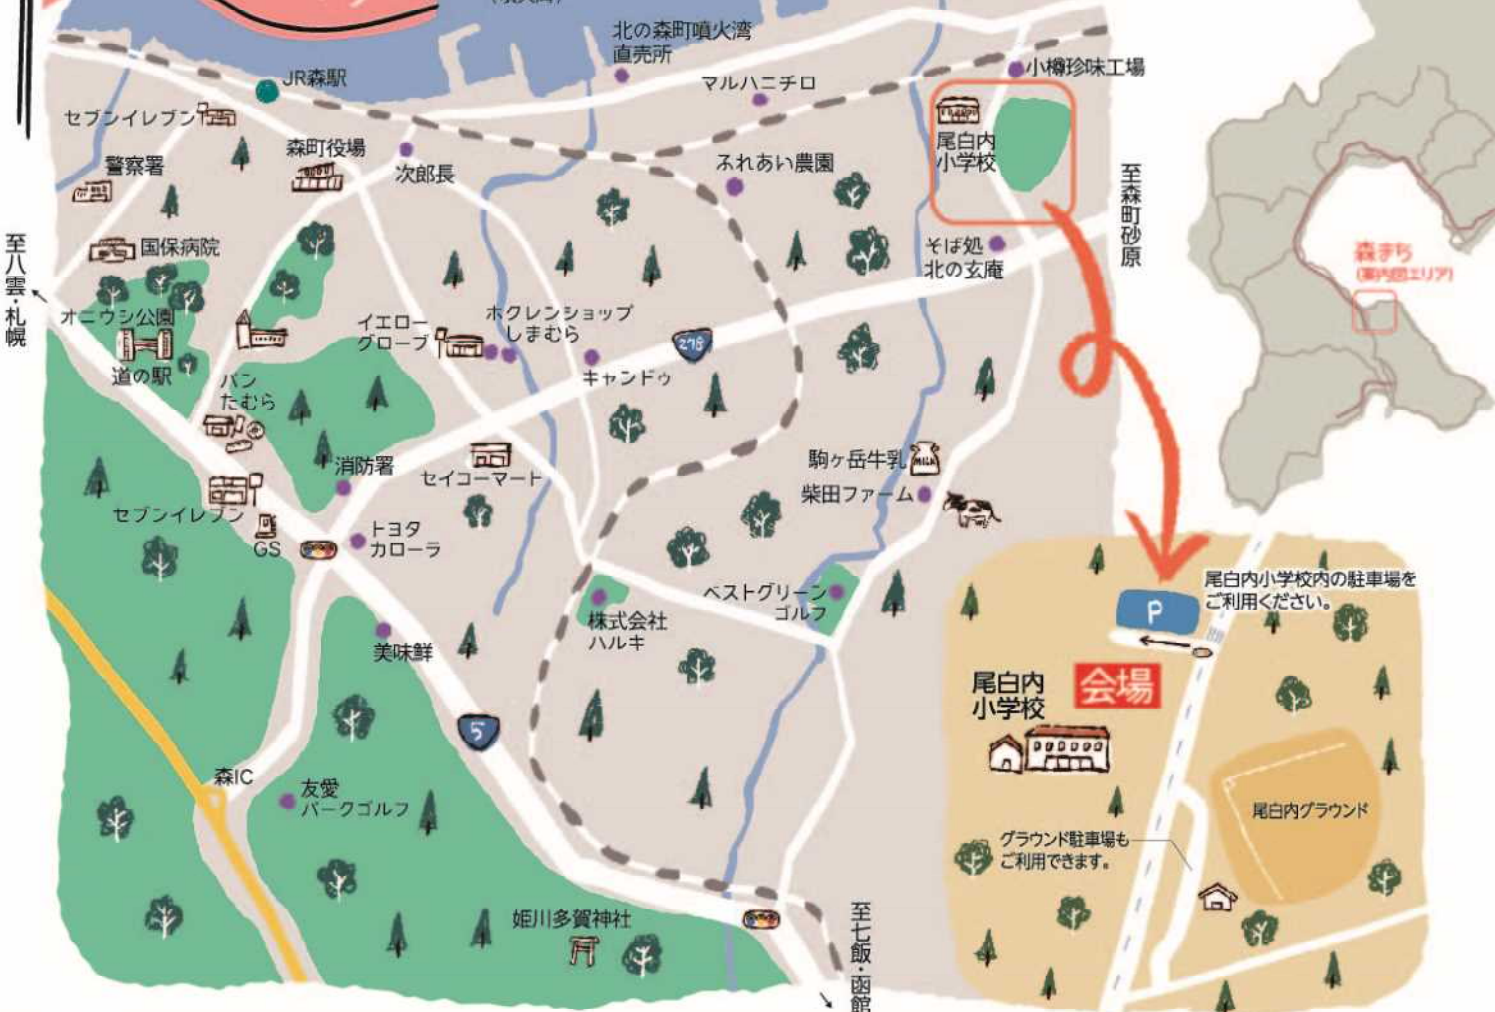 北の森町噴火湾
直売所
JR森駅
マルハニチロ
小樽珍味工場
セブンイレブン
森町役場
次郎長
尾白内
小学校
警察署
ふれあい農園
至森町砂原
国保病院
そば処
北の玄庵
至八雲・札幌
森まち
(案内図エリア)
オニウシ公園
道の駅
イエロー
グローブ
ホクレンショップ
しまむら
278
キャンドゥ
パン
たむら
消防署
セイコーマート
駒ヶ岳牛乳
MILK
柴田ファーム
セブンイレブン
GS
トヨタ
カローラ
ベストグリーン
ゴルフ
株式会社
ハルキ
美味鮮
5
尾白内小学校内の駐車場を
ご利用ください。
P
会場
尾白内
小学校
森IC
友愛
パークゴルフ
尾白内グラウンド
グラウンド駐車場も
ご利用できます。
姫川多賀神社
至七飯・函館